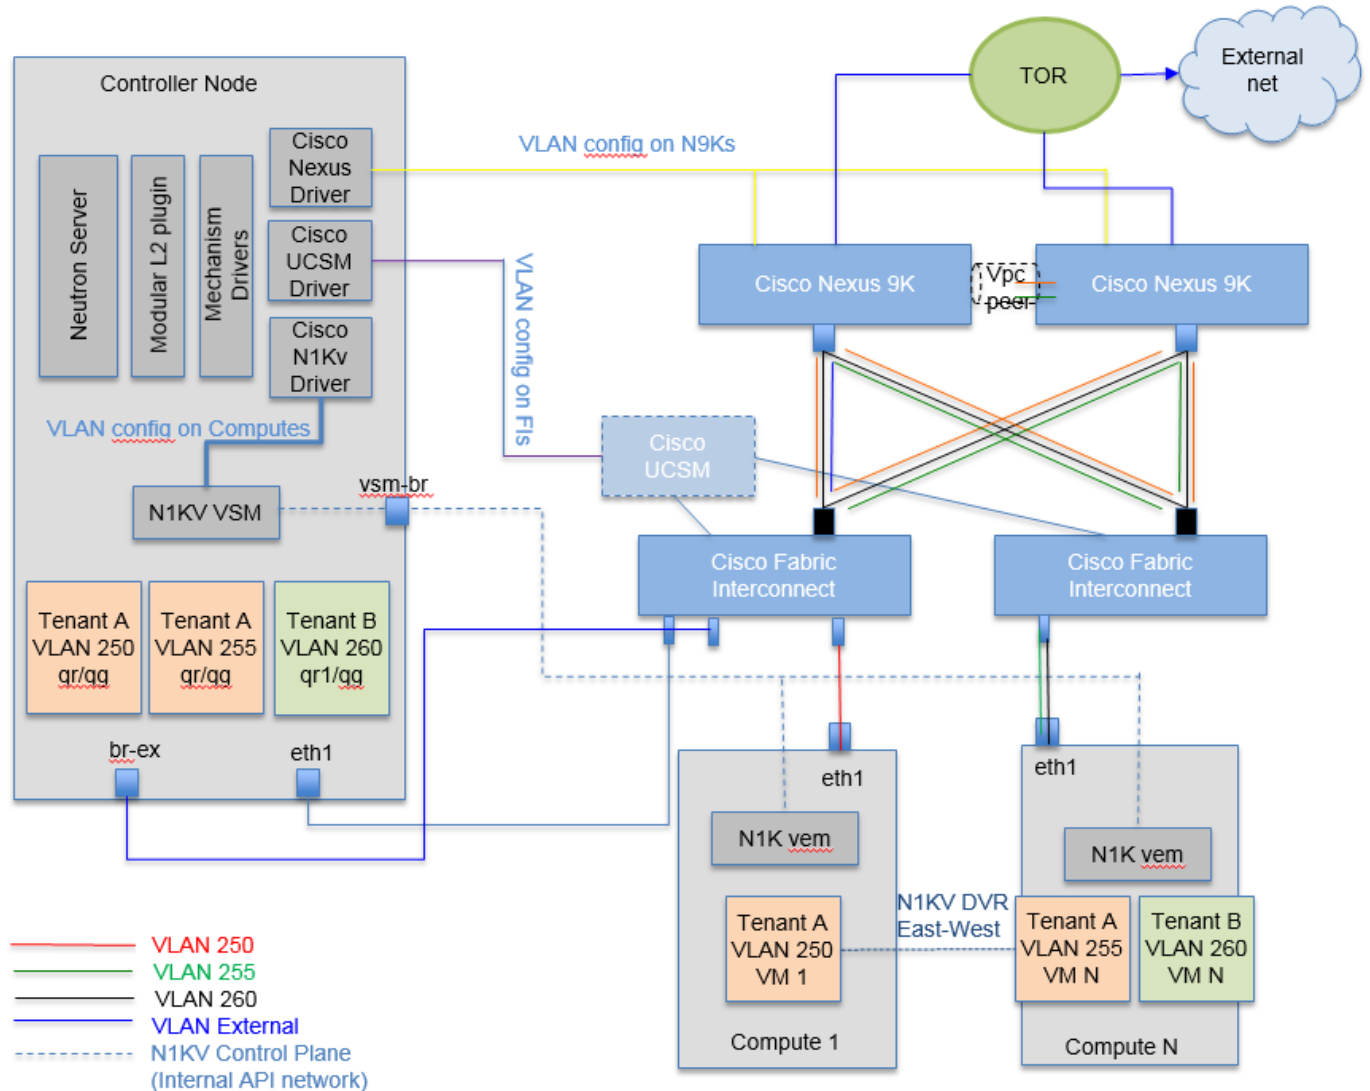 Controller Node
Neutron Server
Modular L2 plugin
Mechanism
Drivers
Cisco
Nexus
Driver
Cisco
UCSM
Driver
Cisco
N1Kv
Driver
VLAN config on Computes
N1KV VSM
vsm-br
Tenant A
VLAN 250
qr/qg
Tenant A
VLAN 255
qr/qg
Tenant B
VLAN 260
qr1/qg
br-ex
eth1
VLAN config on N9Ks
VLAN config on FIs
TOR
External
net
Cisco Nexus 9K
Vpc
peer
Cisco Nexus 9K
Cisco
UCSM
Cisco Fabric
Interconnect
Cisco Fabric
Interconnect
eth1
N1K vem
Tenant A
VLAN 250
VM 1
Compute 1
N1KV DVR
East-West
eth1
N1K vem
Tenant A
VLAN 255
VM N
Tenant B
VLAN 260
VM N
Compute N
VLAN 250
VLAN 255
VLAN 260
VLAN External
N1KV Control Plane
(Internal API network)